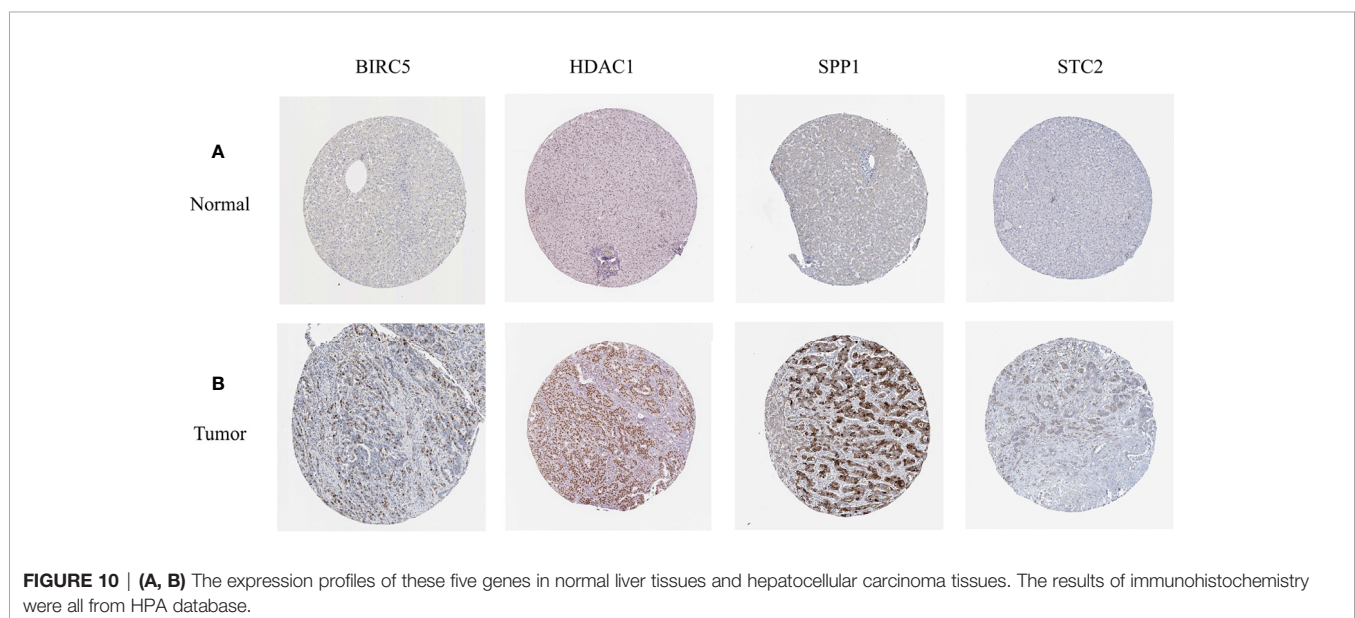 BIRC5 HDAC1 SPP1 STC2
A
Normal
B
Tumor
FIGURE 10 | (A, B) The expression profiles of these five genes in normal liver tissues and hepatocellular carcinoma tissues. The results of immunohistochemistry
were all from HPA database.